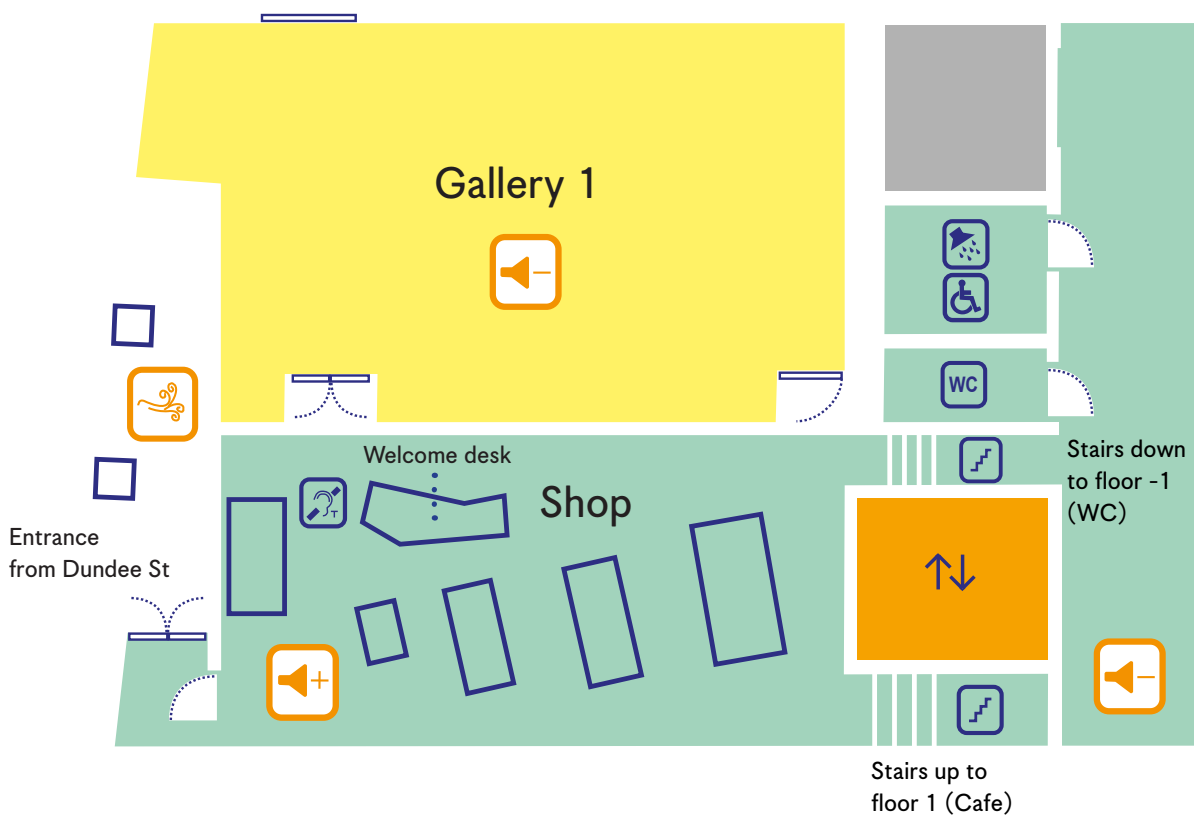 Gallery 1
WC
Welcome desk
T
Shop
Stairs down
to floor -1
(WC)
Entrance
from Dundee St
Stairs up to
floor 1 (Cafe)